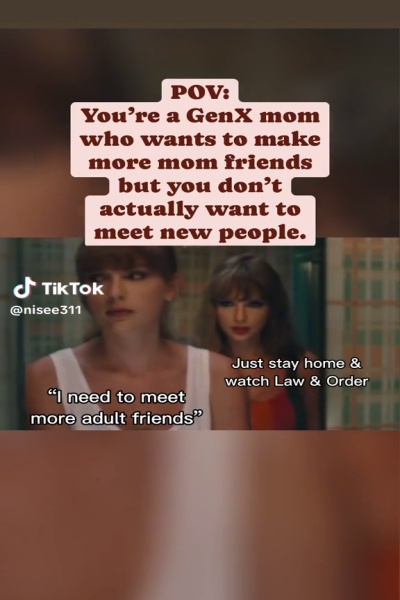 POV:
You’re a GenX mom
who wants to make
more mom friends
but you don’t
actually want to
meet new people.
TikTok
@nisee311
Just stay home &
watch Law & Order
“I need to meet
more adult friends”